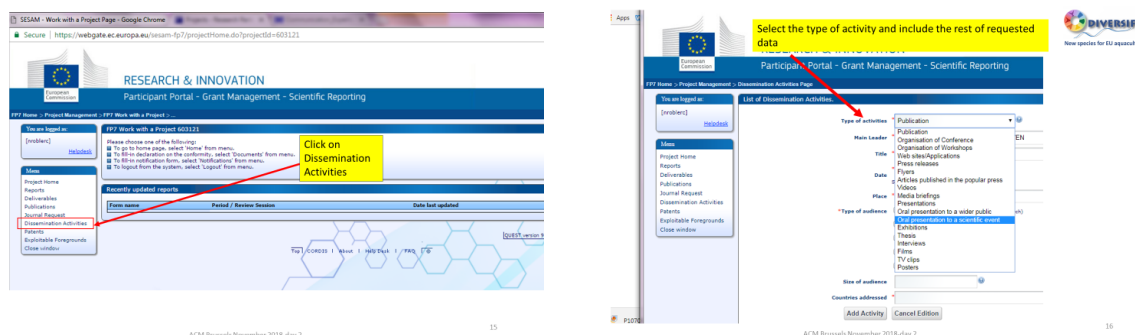 SESAM - Work with a Project Page - Google Chrome
Secure | https://webgate.ec.europa.eu/sesam-fp7/projectHome.do?projectId=603121
European
Commission
RESEARCH & INNOVATION
Participant Portal - Grant Management - Scientific Reporting
FP7 Home > Project Management > FP7 Work with a Project > ...
You are logged as:
[nroblerc]
Helpdesk
Menu
Project Home
Reports
Deliverables
Publications
Journal Request
Dissemination Activities
Patents
Exploitable Foregrounds
Close window
FP7 Work with a Project 603121
Please choose one of the following:
To go to home page, select 'Home' from menu.
To fill-in declaration on the conformity, select 'Documents' from menu.
To fill-in notification form, select 'Notifications' from menu.
To logout from the system, select 'Logout' from menu.
Click on
Dissemination
Activities
Recently updated reports
Form name Period / Review Session Date last updated
[QUEST version
Top | CORDIS | About | Help Desk | FAQ |
ACM Brussels November 2018-day 2
15
Apps
Select the type of activity and include the rest of requested
data
DIVERSIF
New species for EU aquacult
European
Commission
Participant Portal - Grant Management - Scientific Reporting
FP7 Home > Project Management > Dissemination Activities Page
You are logged as:
[nroblerc]
Helpdesk
Menu
Project Home
Reports
Deliverables
Publications
Journal Request
Dissemination Activities
Patents
Exploitable Foregrounds
Close window
List of Dissemination Activities.
Type of activities * Publication
Main Leader *
Title *
Date *
Place *
*Type of audience
Size of audience
Countries addressed *
Publication
Organisation of Conference
Organisation of Workshops
Web sites/Applications
Press releases
Flyers
Articles published in the popular press
Videos
Media briefings
Presentations
Oral presentation to a wider public
Oral presentation to a scientific event
Exhibitions
Thesis
Interviews
Films
TV clips
Posters
EN
Add Activity Cancel Edition
P1070
ACM Brussels November 2018-day 2
16